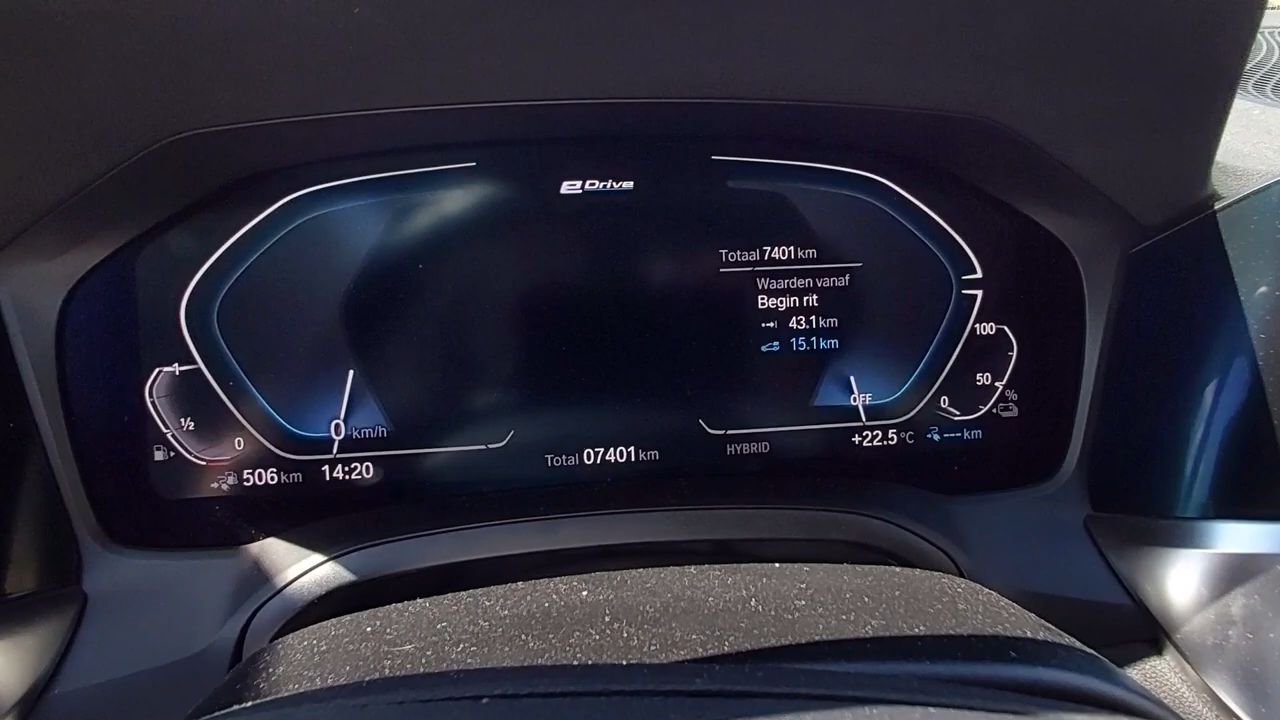 eDrive
Totaal 7401 km
Waarden vanaf
Begin rit
43.1 km
15.1 km
1
1/2
0
506 km
0 km/h
14:20
Total 07401 km
HYBRID
OFF
+22.5 °C
--- km
100
50
0
%